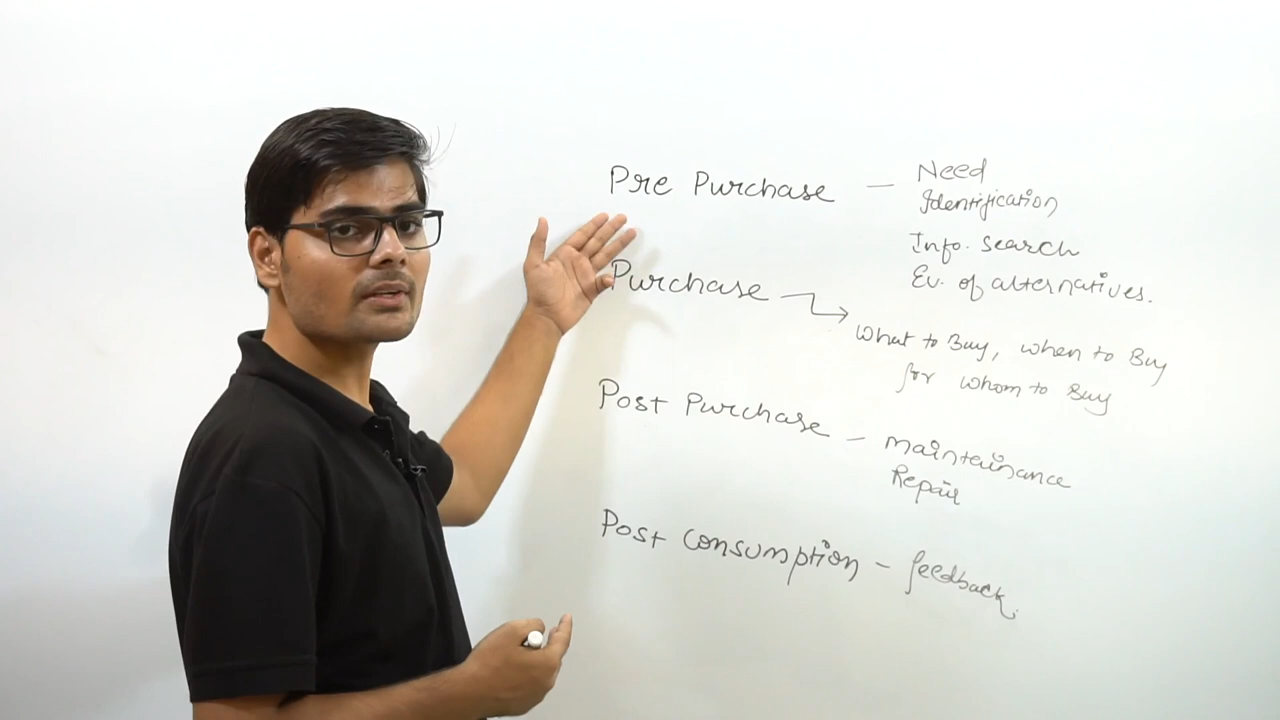 Pre Purchase — Need
Identification
Info. search
Ev. of alternatives.
Purchase
What to Buy, when to Buy
for whom to Buy
Post Purchase – maintainance
Repair
Post consumption – feedback.